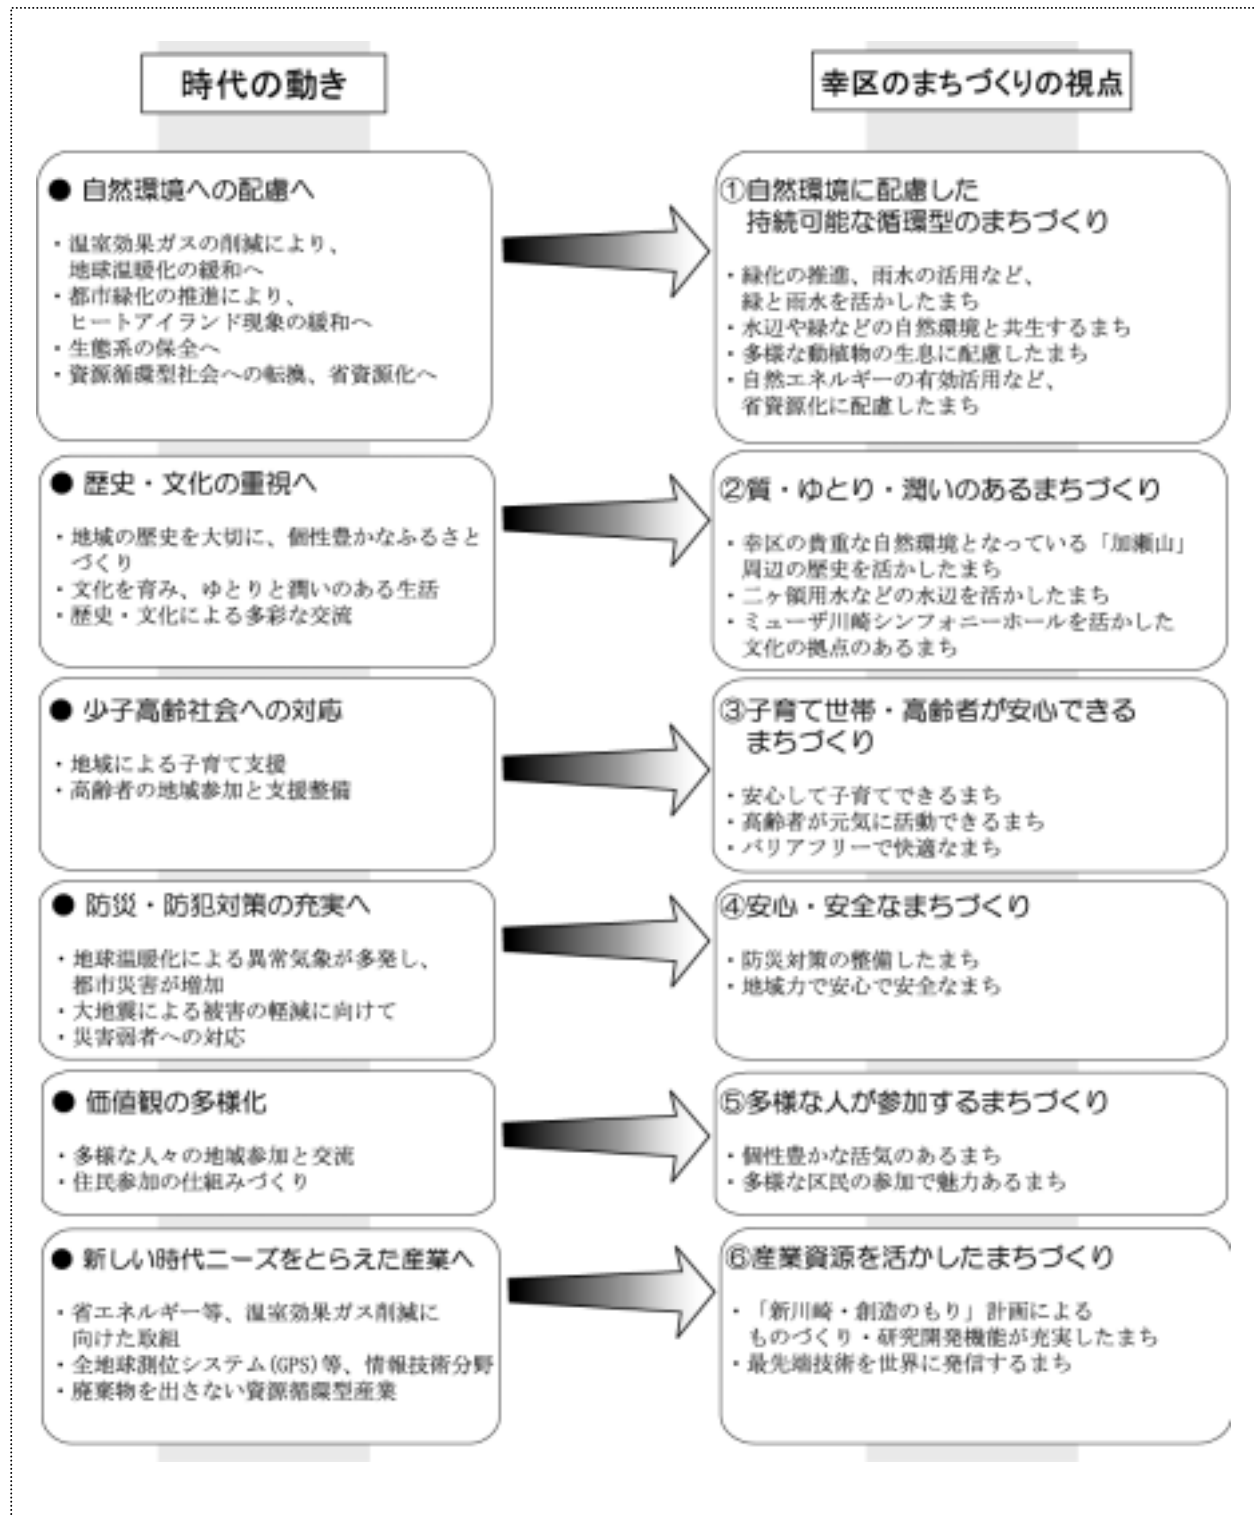 時代の動き
幸区のまちづくりの視点
● 自然環境への配慮へ
・温室効果ガスの削減により、
地球温暖化の緩和へ
・都市緑化の推進により、
ヒートアイランド現象の緩和へ
・生態系の保全へ
・資源循環型社会への転換、省資源化へ
①自然環境に配慮した
持続可能な循環型のまちづくり
・緑化の推進、雨水の活用など、
緑と雨水を活かしたまち
・水辺や緑などの自然環境と共生するまち
・多様な動植物の生息に配慮したまち
・自然エネルギーの有効活用など、
省資源化に配慮したまち
● 歴史・文化の重視へ
・地域の歴史を大切に、個性豊かなふるさと
づくり
・文化を育み、ゆとりと潤いのある生活
・歴史・文化による多彩な交流
②質・ゆとり・潤いのあるまちづくり
・幸区の貴重な自然環境となっている「加瀬山」
周辺の歴史を活かしたまち
・二ヶ領用水などの水辺を活かしたまち
・ミューザ川崎シンフォニーホールを活かした
文化の拠点のあるまち
● 少子高齢社会への対応
・地域による子育て支援
・高齢者の地域参加と支援整備
③子育て世帯・高齢者が安心できる
まちづくり
・安心して子育てできるまち
・高齢者が元気に活動できるまち
・バリアフリーで快適なまち
● 防災・防犯対策の充実へ
・地球温暖化による異常気象が多発し、
都市災害が増加
・大地震による被害の軽減に向けて
・災害弱者への対応
④安心・安全なまちづくり
・防災対策の整備したまち
・地域力で安心で安全なまち
● 価値観の多様化
・多様な人々の地域参加と交流
・住民参加の仕組みづくり
⑤多様な人が参加するまちづくり
・個性豊かな活気のあるまち
・多様な区民の参加で魅力あるまち
● 新しい時代ニーズをとらえた産業へ
・省エネルギー等、温室効果ガス削減に
向けた取組
・全地球測位システム(GPS)等、情報技術分野
・廃棄物を出さない資源循環型産業
⑥産業資源を活かしたまちづくり
・「新川崎・創造のもり」計画による
ものづくり・研究開発機能が充実したまち
・最先端技術を世界に発信するまち